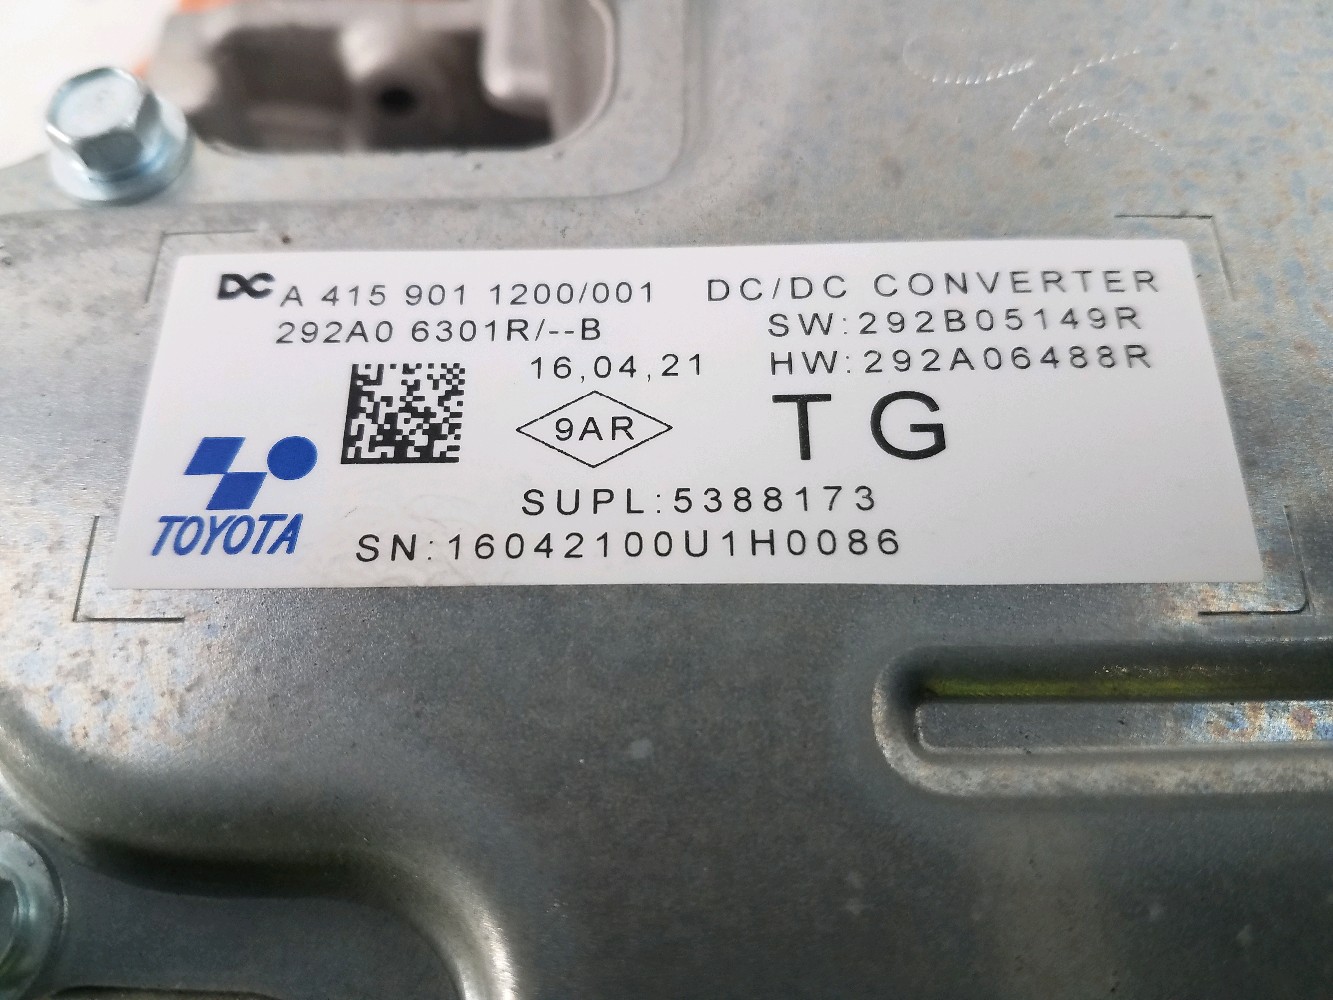 DC A 415 901 1200/001 DC/DC CONVERTER
292A0 6301R/--B SW:292B05149R
16,04,21 HW:292A06488R
9AR TG
SUPL:5388173
TOYOTA SN:16042100U1H0086